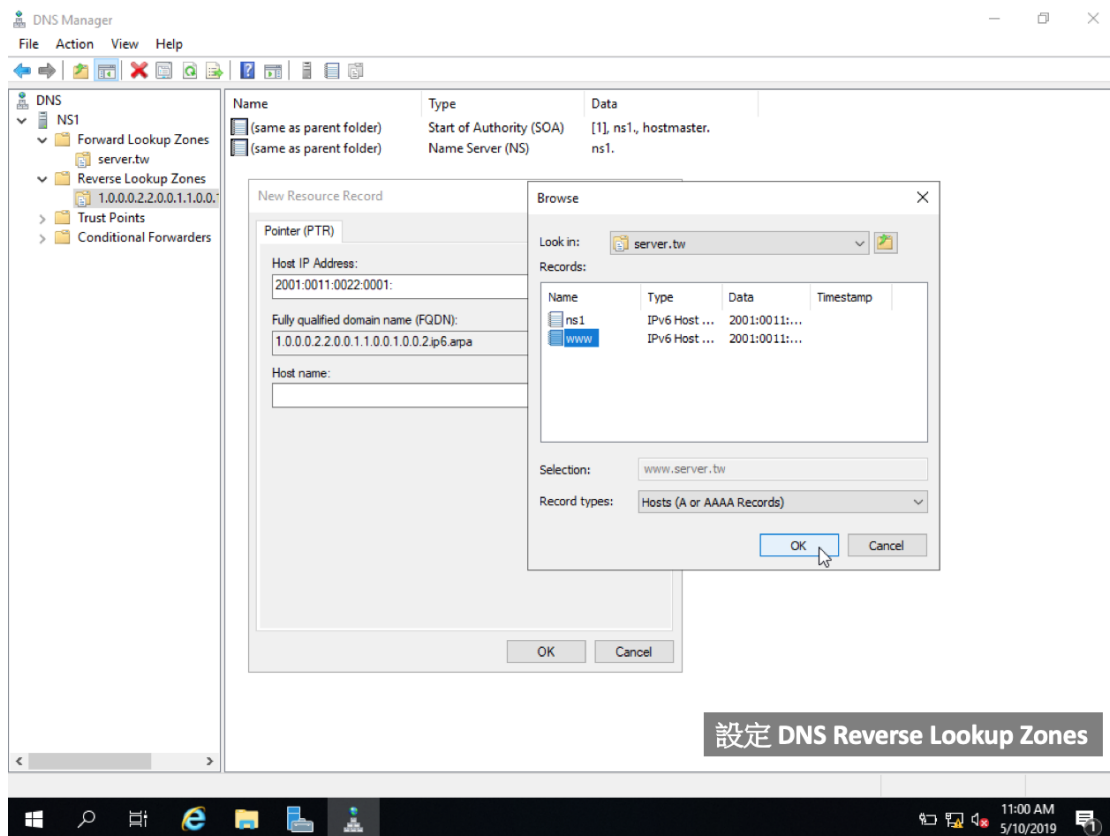 DNS Manager
File Action View Help
DNS
NS1
Forward Lookup Zones
server.tw
Reverse Lookup Zones
1.0.0.0.2.2.0.0.1.1.0.0.
Trust Points
Conditional Forwarders
Name Type Data
(same as parent folder) Start of Authority (SOA) [1], ns1., hostmaster.
(same as parent folder) Name Server (NS) ns1.
New Resource Record
Pointer (PTR)
Host IP Address:
2001:0011:0022:0001:
Fully qualified domain name (FQDN):
1.0.0.0.2.2.0.0.1.1.0.0.1.0.0.2.ip6.arpa
Host name:
OK Cancel
Browse
Look in: server.tw
Records:
Name Type Data Timestamp
ns1 IPv6 Host ... 2001:0011:...
www IPv6 Host ... 2001:0011:...
Selection: www.server.tw
Record types: Hosts (A or AAAA Records)
OK Cancel
設定 DNS Reverse Lookup Zones
11:00 AM
5/10/2019
1